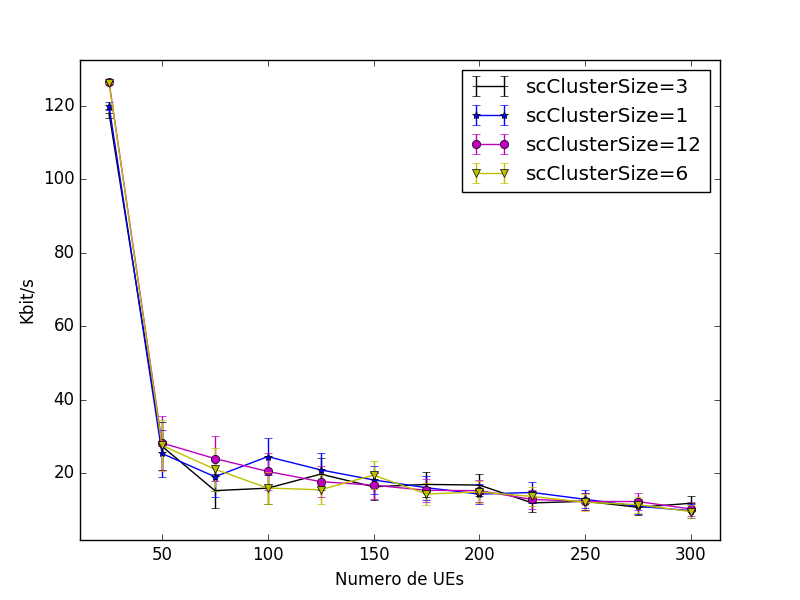 scClusterSize=3
scClusterSize=1
scClusterSize=12
scClusterSize=6
120
100
80
60
40
20
Kbit/s
50 100 150 200 250 300
Numero de UEs